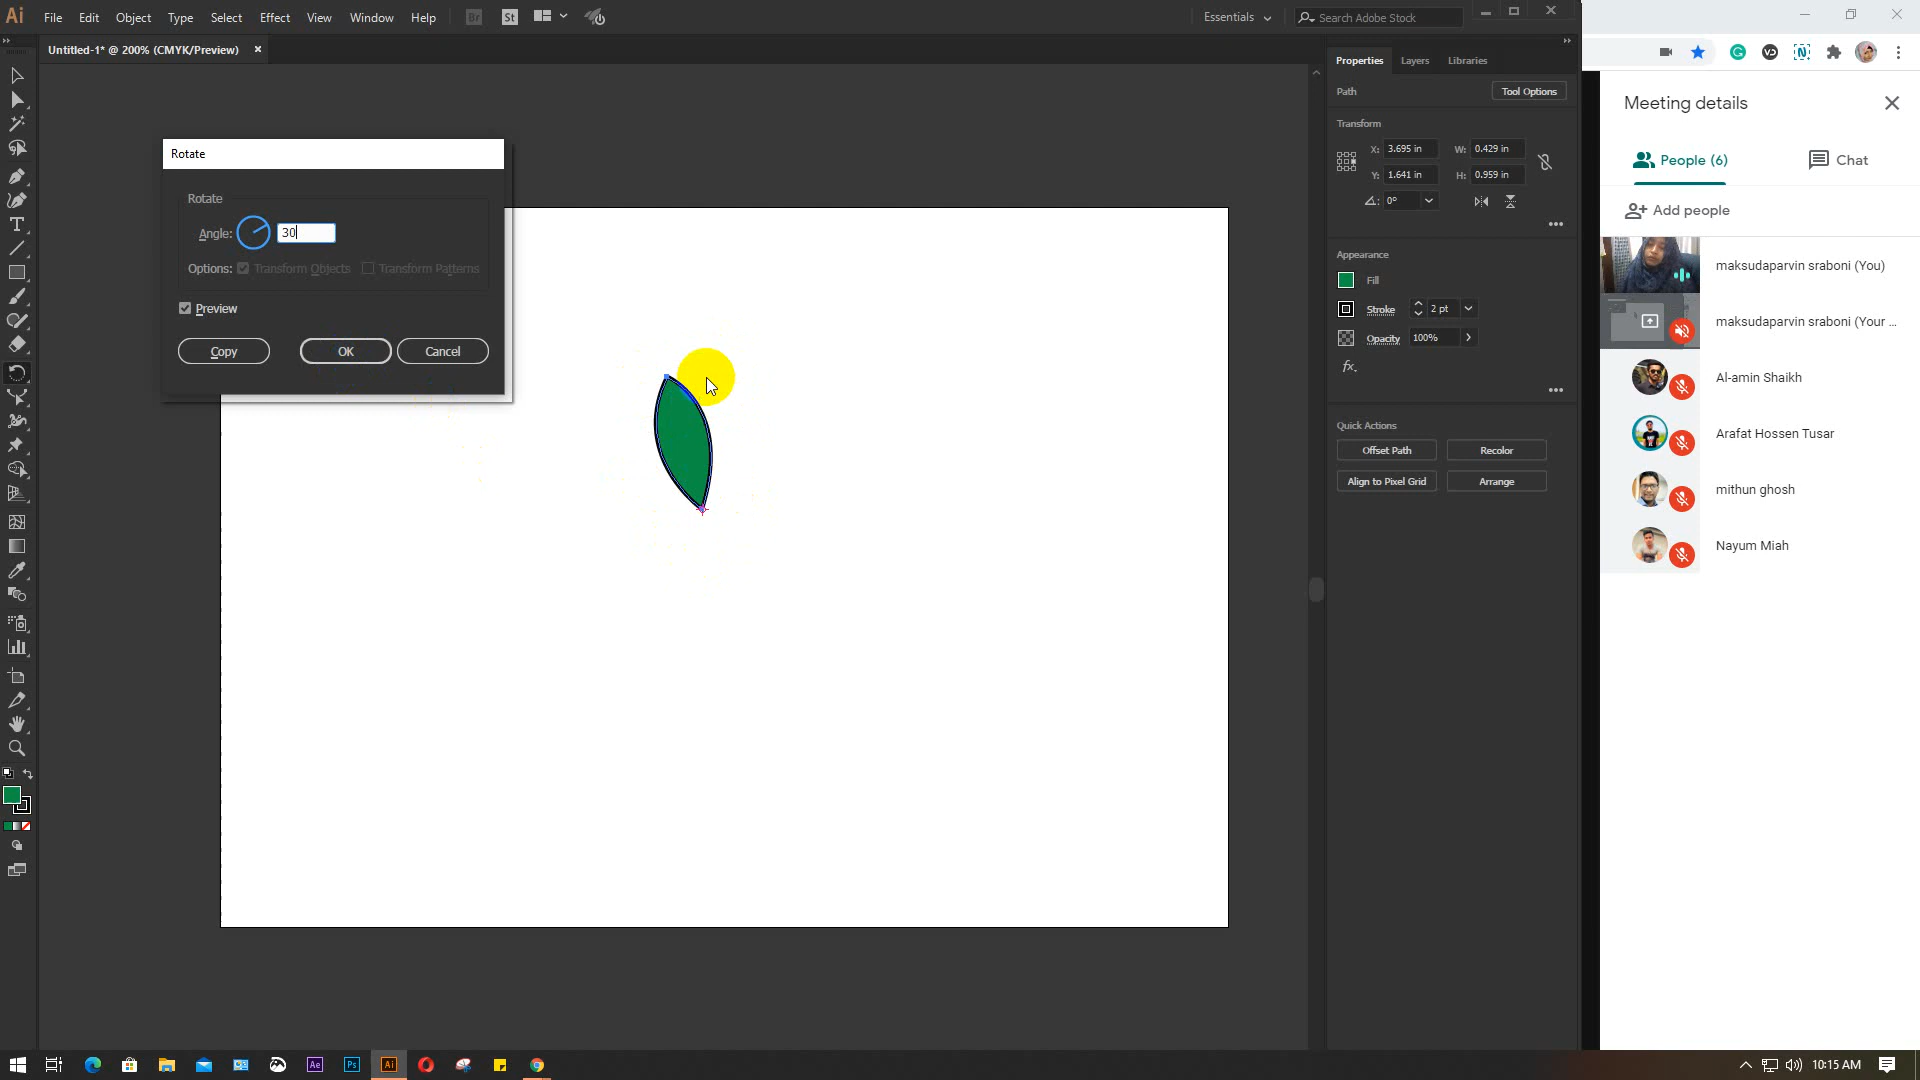 Ai File Edit Object Type Select Effect View Window Help Br St Essentials Search Adobe Stock
Untitled-1* @ 200% (CMYK/Preview) ×
Rotate
Rotate
Angle: 30
Options: Transform Objects Transform Patterns
Preview
Copy OK Cancel
T
Properties Layers Libraries
Path Tool Options
Transform
X: 3.695 in W: 0.429 in
Y: 1.641 in H: 0.959 in
0°
Appearance
Fill
Stroke 2 pt
Opacity 100%
fx.
Quick Actions
Offset Path Recolor
Align to Pixel Grid Arrange
Meeting details
People (6) Chat
Add people
maksudaparvin sraboni (You)
maksudaparvin sraboni (Your ...
Al-amin Shaikh
Arafat Hossen Tusar
mithun ghosh
Nayum Miah
Ae Ps Ai 10:15 AM